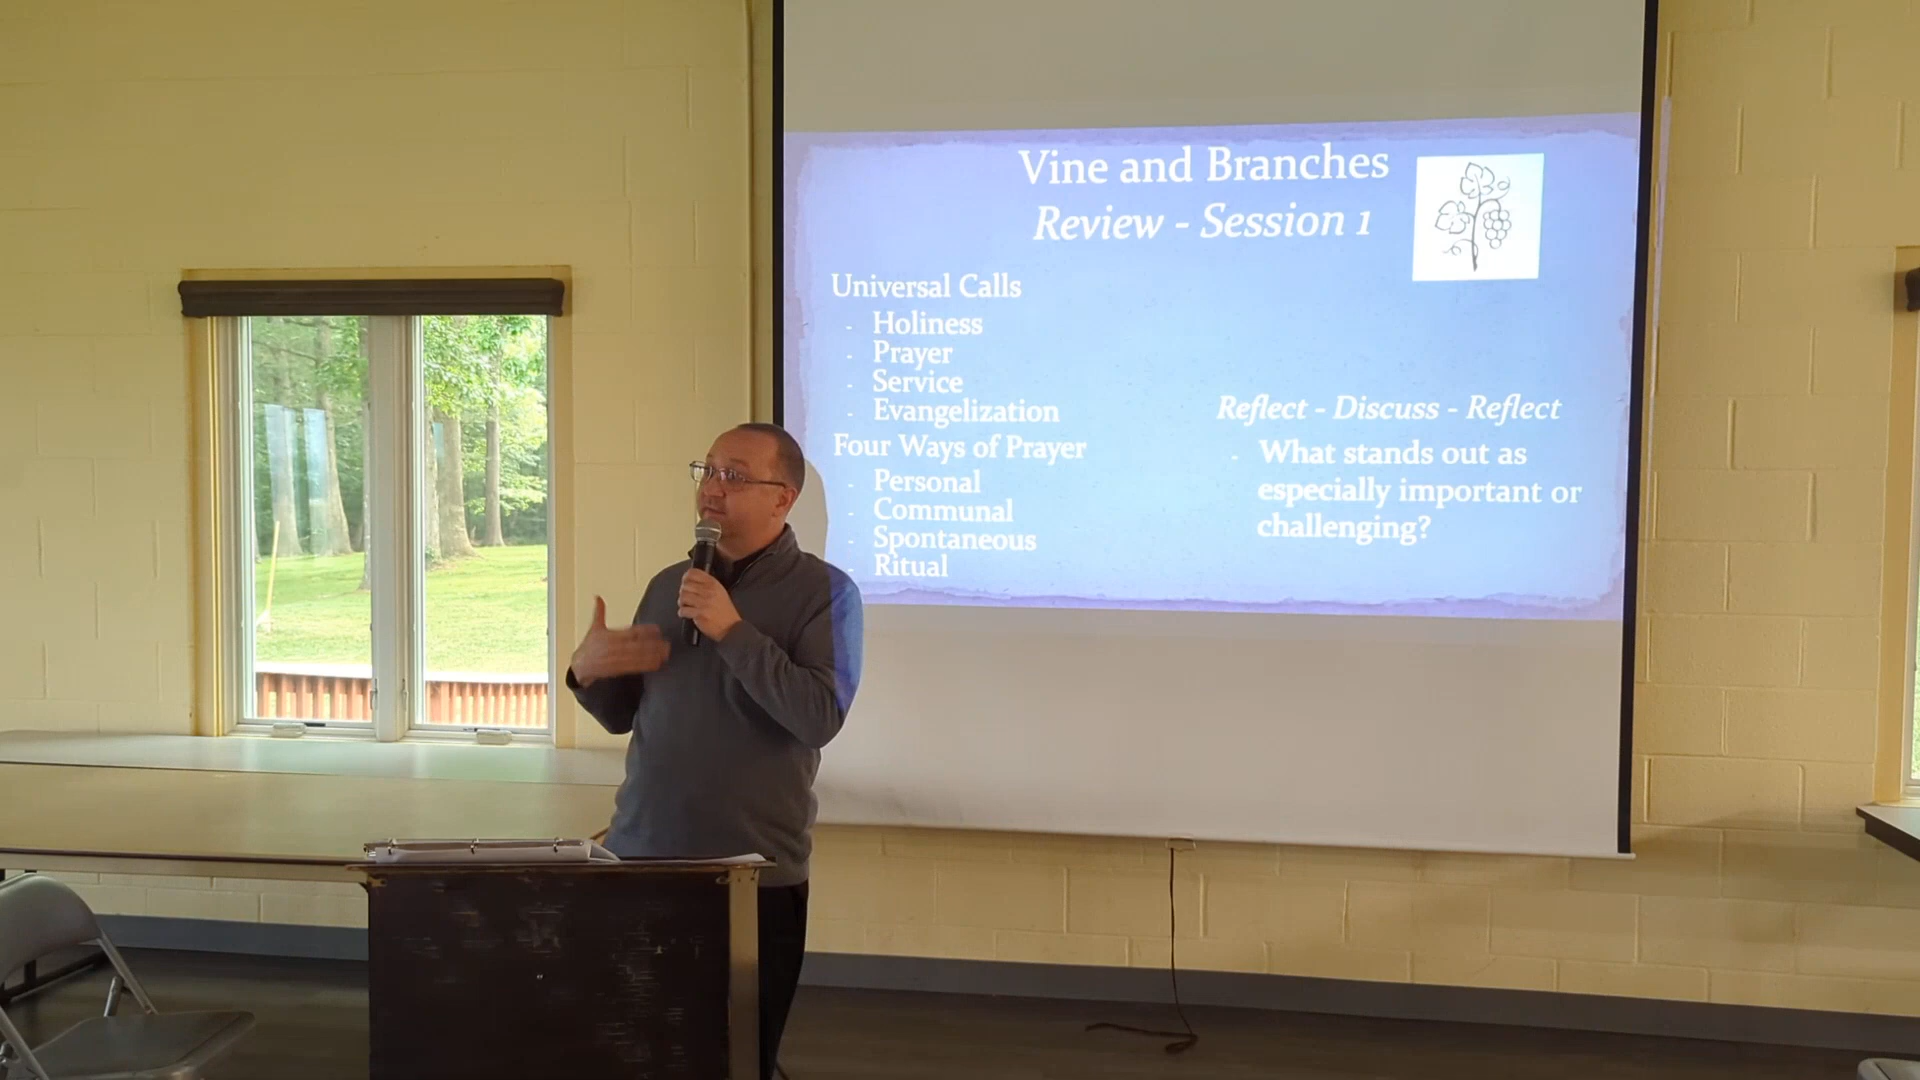 Vine and Branches
Review - Session 1
Universal Calls
- Holiness
- Prayer
- Service
- Evangelization
Four Ways of Prayer
- Personal
- Communal
- Spontaneous
- Ritual
Reflect - Discuss - Reflect
- What stands out as
especially important or
challenging?